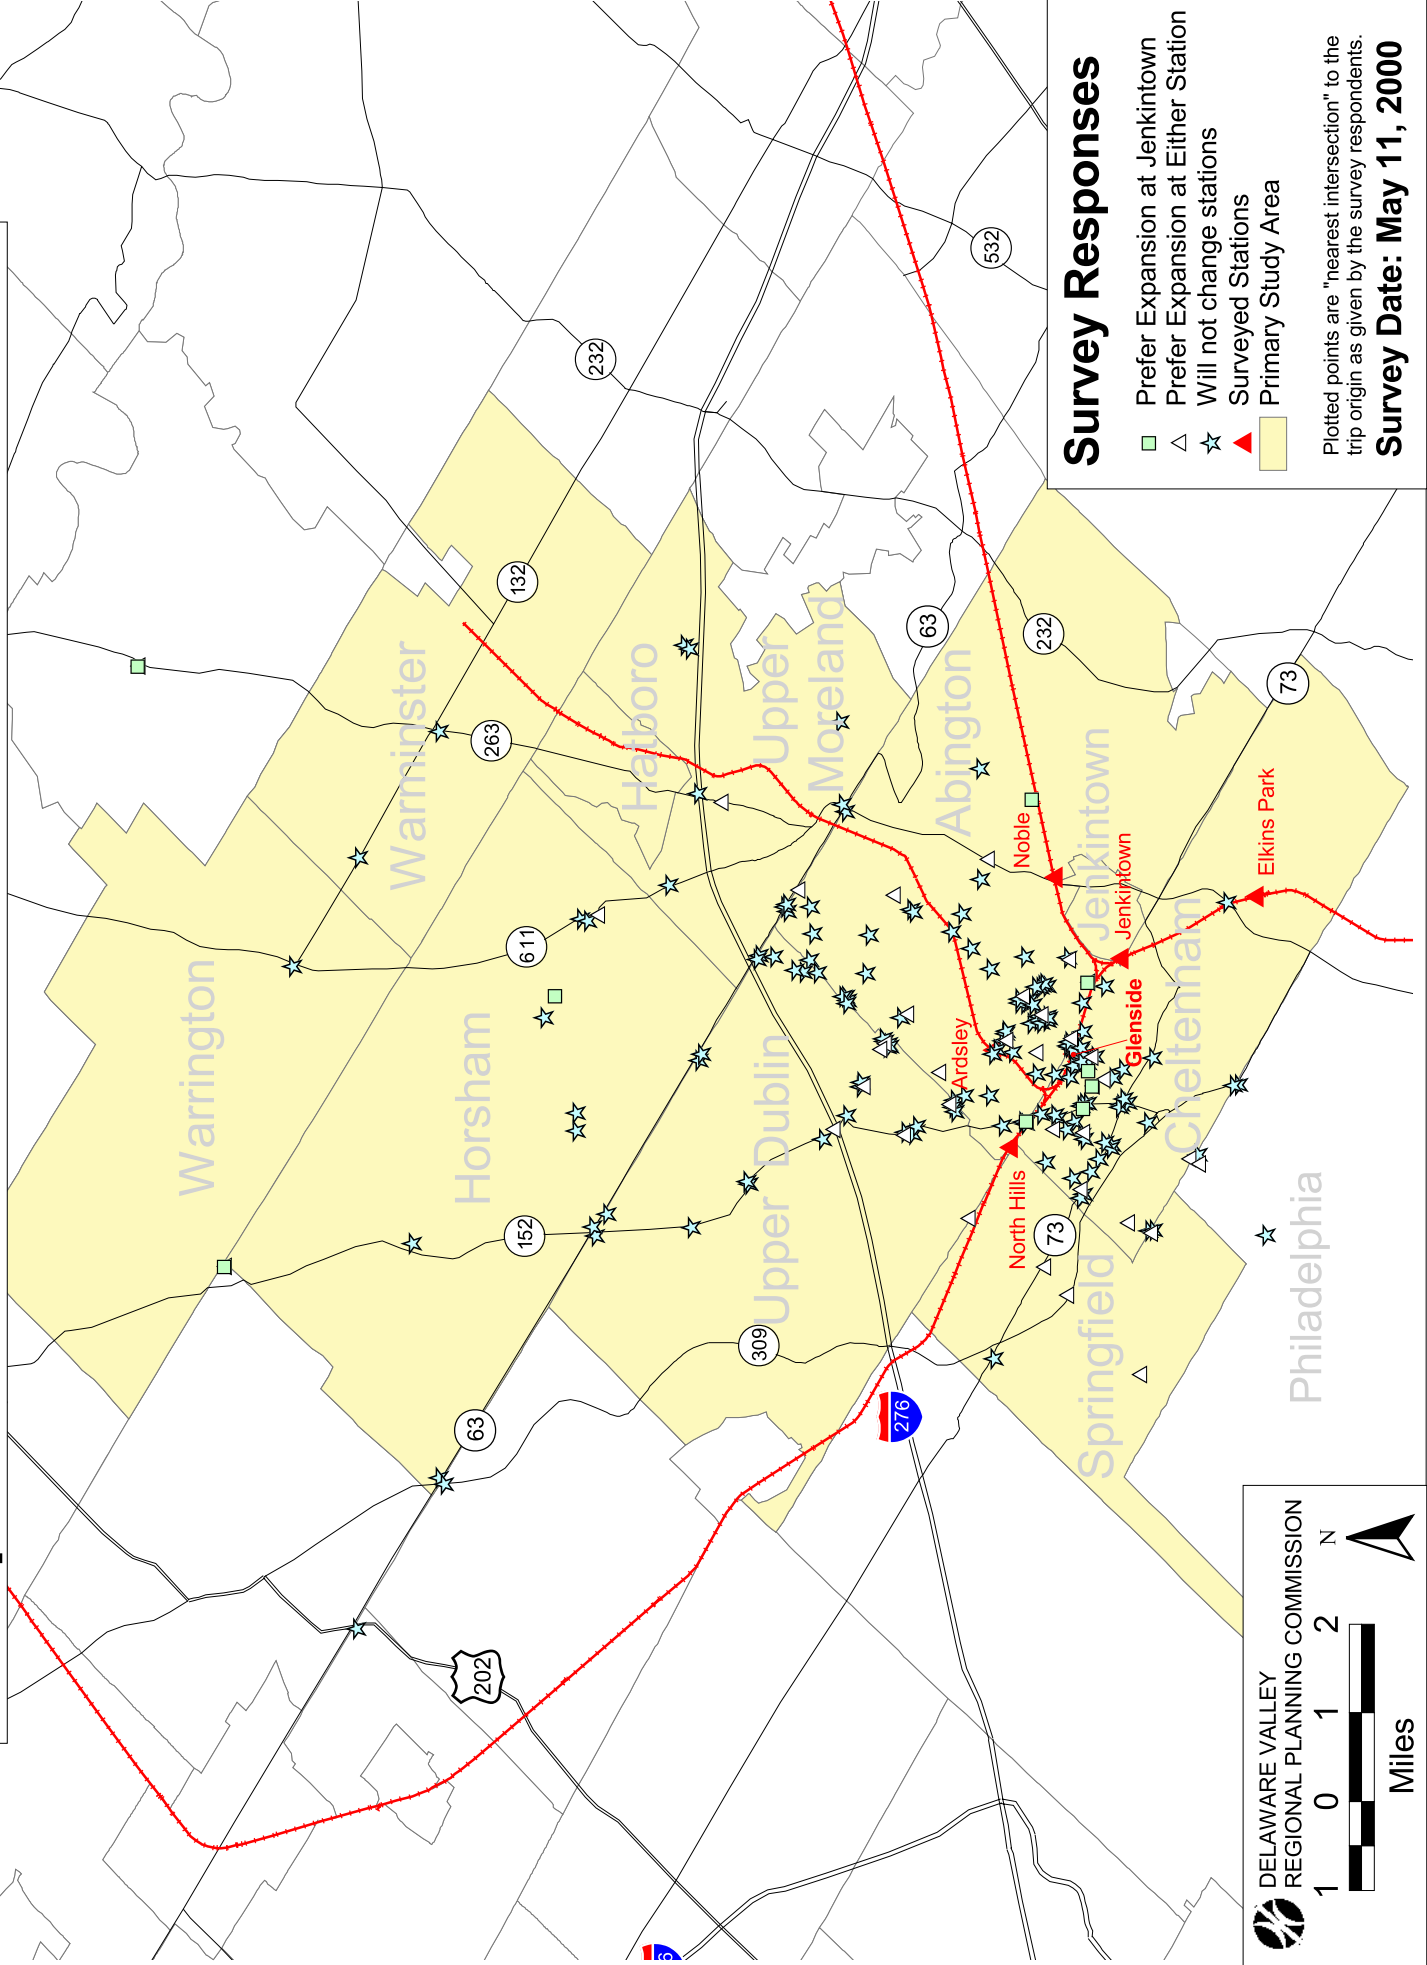 Survey Responses
Prefer Expansion at Jenkintown
Prefer Expansion at Either Station
Will not change stations
Surveyed Stations
Primary Study Area
Plotted points are "nearest intersection" to the
trip origin as given by the survey respondents.
Survey Date: May 11, 2000
532
232
132
63
232
73
263
611
152
309
63
73
276
202
6
Warminster
Hatboro
Upper
Moreland
Abington
Jenkintown
Warrington
Horsham
Upper Dublin
Cheltenham
Springfield
Philadelphia
Noble
Jenkintown
Elkins Park
Ardsley
Glenside
North Hills
DELAWARE VALLEY
REGIONAL PLANNING COMMISSION
N
1 0 1 2
Miles